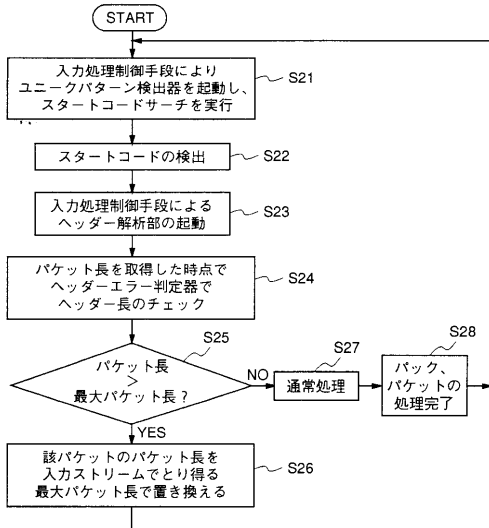 START
入力処理制御手段により
ユニークパターン検出器を起動し、
スタートコードサーチを実行
S21
スタートコードの検出
S22
入力処理制御手段による
ヘッダー解析部の起動
S23
パケット長を取得した時点で
ヘッダーエラー判定器で
ヘッダー長のチェック
S24
パケット長
>
最大パケット長?
S25
NO
YES
通常処理
S27
パック、
パケットの
処理完了
S28
該パケットのパケット長を
入力ストリームでとり得る
最大パケット長で置き換える
S26